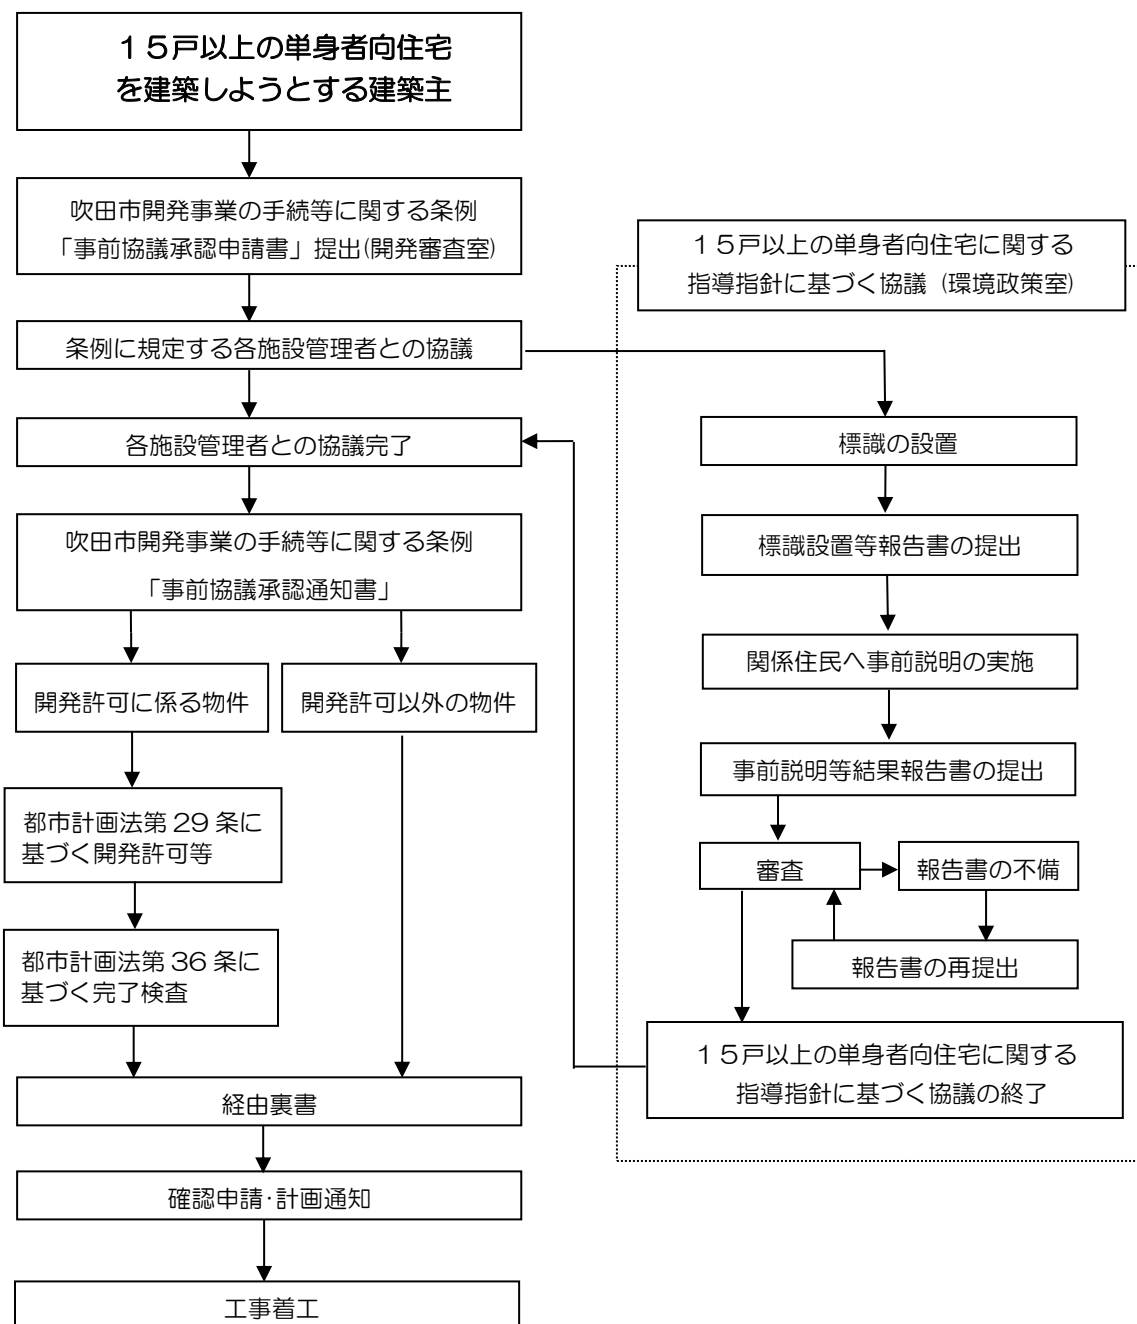 １５戸以上の単身者向住宅
を建築しようとする建築主
吹田市開発事業の手続等に関する条例
「事前協議承認申請書」提出(開発審査室)
条例に規定する各施設管理者との協議
各施設管理者との協議完了
吹田市開発事業の手続等に関する条例
「事前協議承認通知書」
開発許可に係る物件
開発許可以外の物件
都市計画法第 29 条に
基づく開発許可等
都市計画法第 36 条に
基づく完了検査
経由裏書
確認申請･計画通知
工事着工
１５戸以上の単身者向住宅に関する
指導指針に基づく協議 (環境政策室)
標識の設置
標識設置等報告書の提出
関係住民へ事前説明の実施
事前説明等結果報告書の提出
審査
報告書の不備
報告書の再提出
１５戸以上の単身者向住宅に関する
指導指針に基づく協議の終了